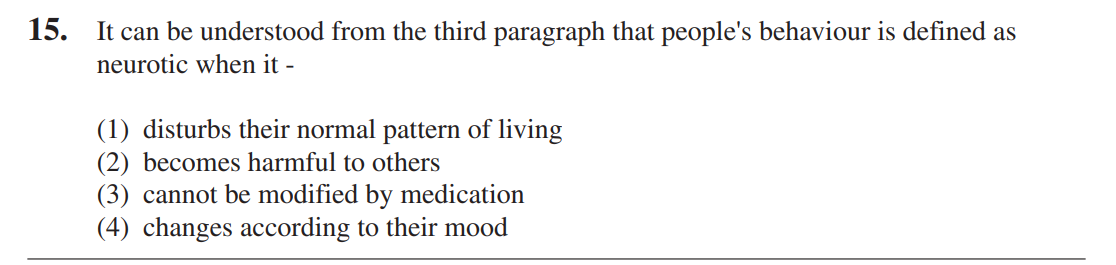 15. It can be understood from the third paragraph that people's behaviour is defined as
neurotic when it -
(1) disturbs their normal pattern of living
(2) becomes harmful to others
(3) cannot be modified by medication
(4) changes according to their mood